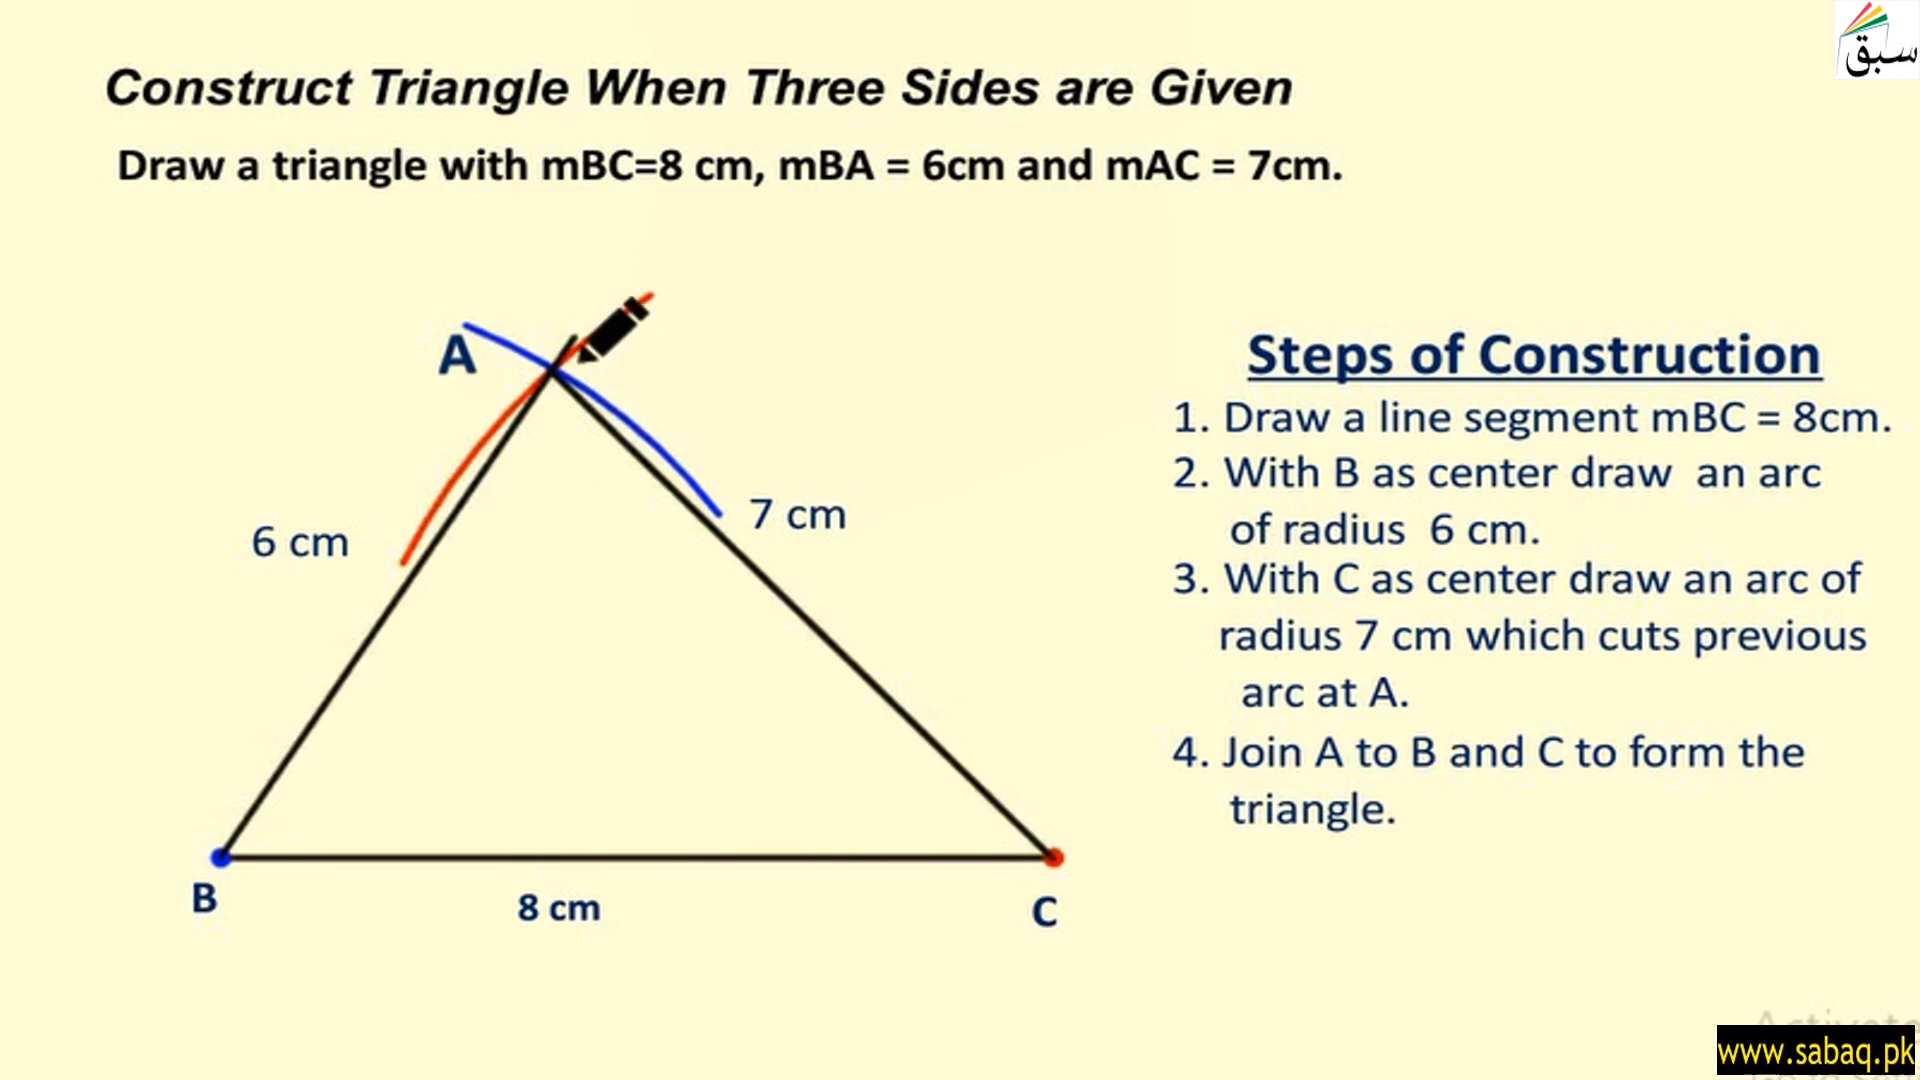 سبق
Construct Triangle When Three Sides are Given
Draw a triangle with mBC=8 cm, mBA = 6cm and mAC = 7cm.
A
6 cm
7 cm
B
8 cm
C
Steps of Construction
1. Draw a line segment mBC = 8cm.
2. With B as center draw an arc
of radius 6 cm.
3. With C as center draw an arc of
radius 7 cm which cuts previous
arc at A.
4. Join A to B and C to form the
triangle.
www.sabaq.pk